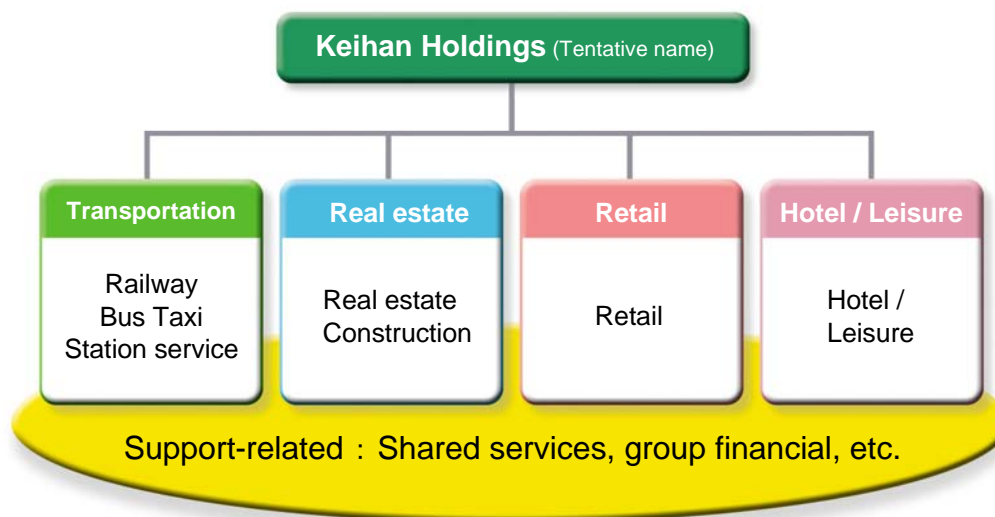 Keihan Holdings (Tentative name)
Transportation
Railway
Bus Taxi
Station service
Real estate
Real estate
Construction
Retail
Retail
Hotel / Leisure
Hotel /
Leisure
Support-related : Shared services, group financial, etc.